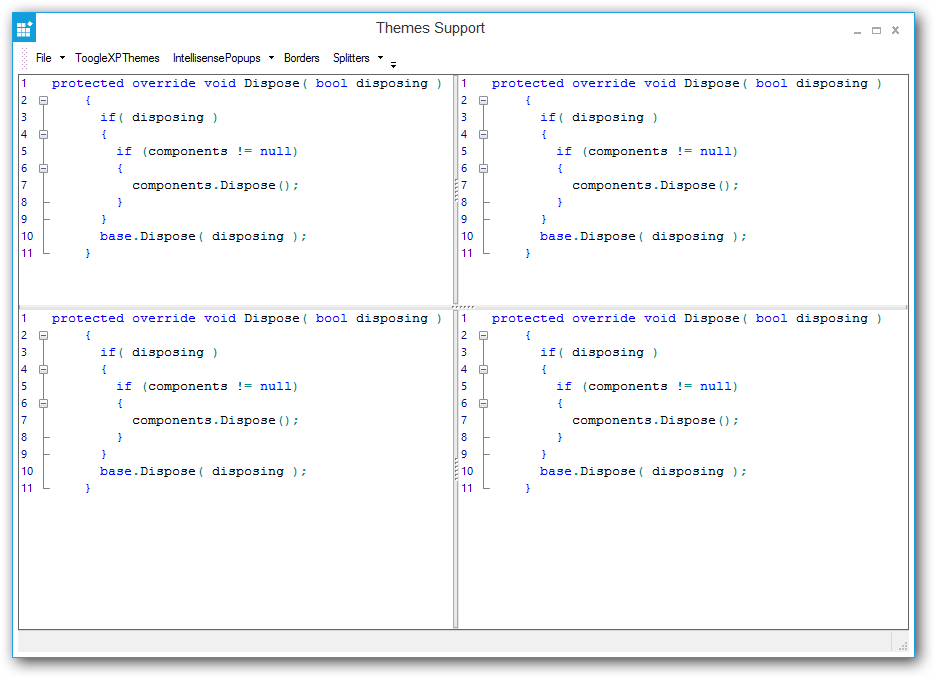 Themes Support
File ToogleXPThemes IntellisensePopups Borders Splitters
1 protected override void Dispose( bool disposing )
2 {
3 if( disposing )
4 {
5 if (components != null)
6 {
7 components.Dispose();
8 }
9 }
10 base.Dispose( disposing );
11 }
1 protected override void Dispose( bool disposing )
2 {
3 if( disposing )
4 {
5 if (components != null)
6 {
7 components.Dispose();
8 }
9 }
10 base.Dispose( disposing );
11 }
1 protected override void Dispose( bool disposing )
2 {
3 if( disposing )
4 {
5 if (components != null)
6 {
7 components.Dispose();
8 }
9 }
10 base.Dispose( disposing );
11 }
1 protected override void Dispose( bool disposing )
2 {
3 if( disposing )
4 {
5 if (components != null)
6 {
7 components.Dispose();
8 }
9 }
10 base.Dispose( disposing );
11 }